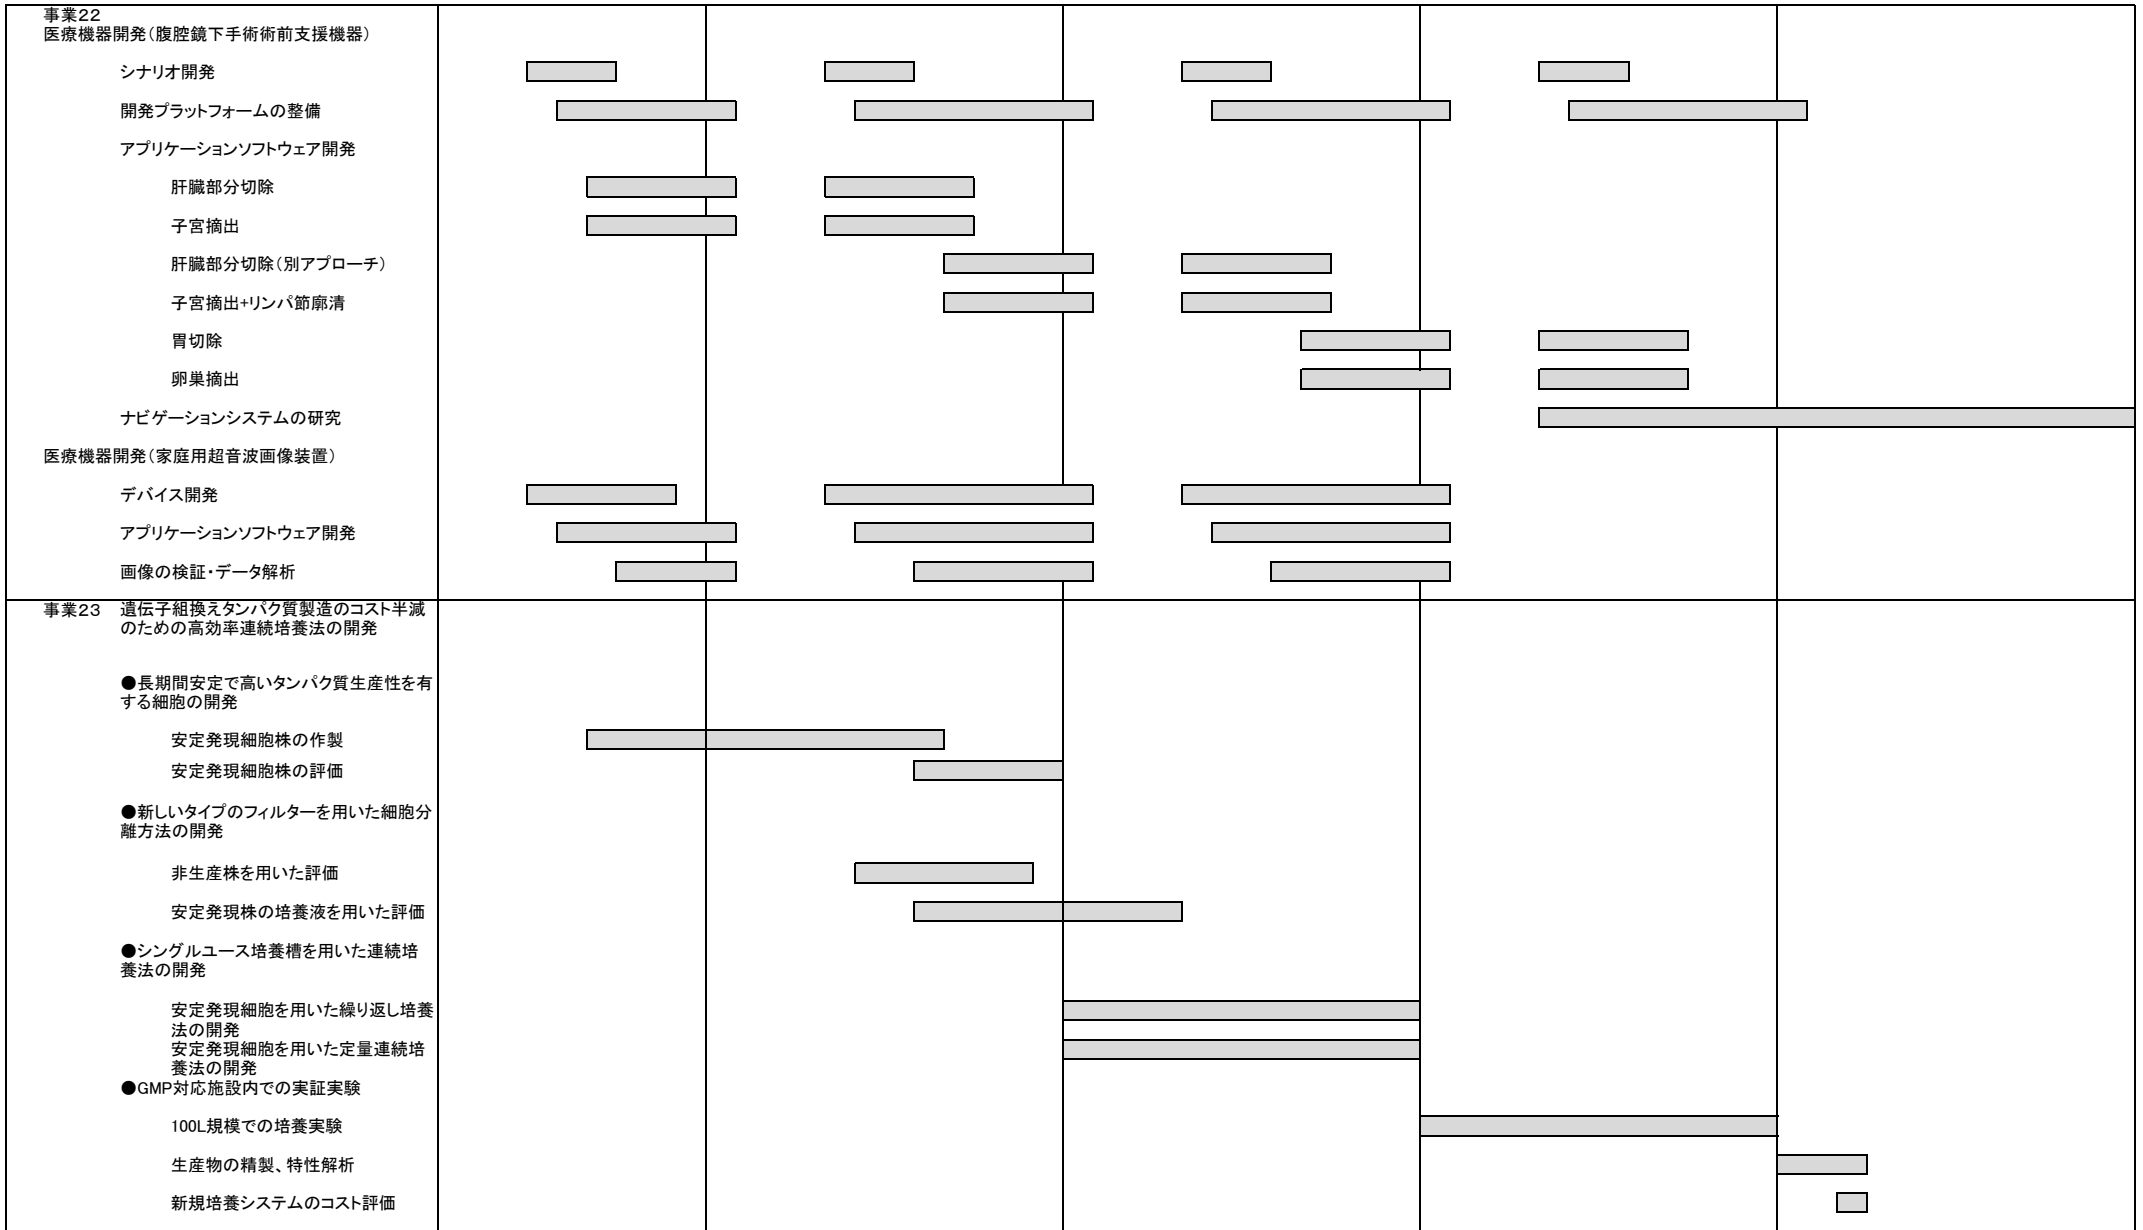 事業22
医療機器開発(腹腔鏡下手術術前支援機器)
シナリオ開発
開発プラットフォームの整備
アプリケーションソフトウェア開発
肝臓部分切除
子宮摘出
肝臓部分切除(別アプローチ)
子宮摘出+リンパ節廓清
胃切除
卵巣摘出
ナビゲーションシステムの研究
医療機器開発(家庭用超音波画像装置)
デバイス開発
アプリケーションソフトウェア開発
画像の検証・データ解析
事業23 遺伝子組換えタンパク質製造のコスト半減
のための高効率連続培養法の開発
●長期間安定で高いタンパク質生産性を有
する細胞の開発
安定発現細胞株の作製
安定発現細胞株の評価
●新しいタイプのフィルターを用いた細胞分
離方法の開発
非生産株を用いた評価
安定発現株の培養液を用いた評価
●シングルユース培養槽を用いた連続培
養法の開発
安定発現細胞を用いた繰り返し培養
法の開発
安定発現細胞を用いた定量連続培
養法の開発
●GMP対応施設内での実証実験
100L規模での培養実験
生産物の精製、特性解析
新規培養システムのコスト評価